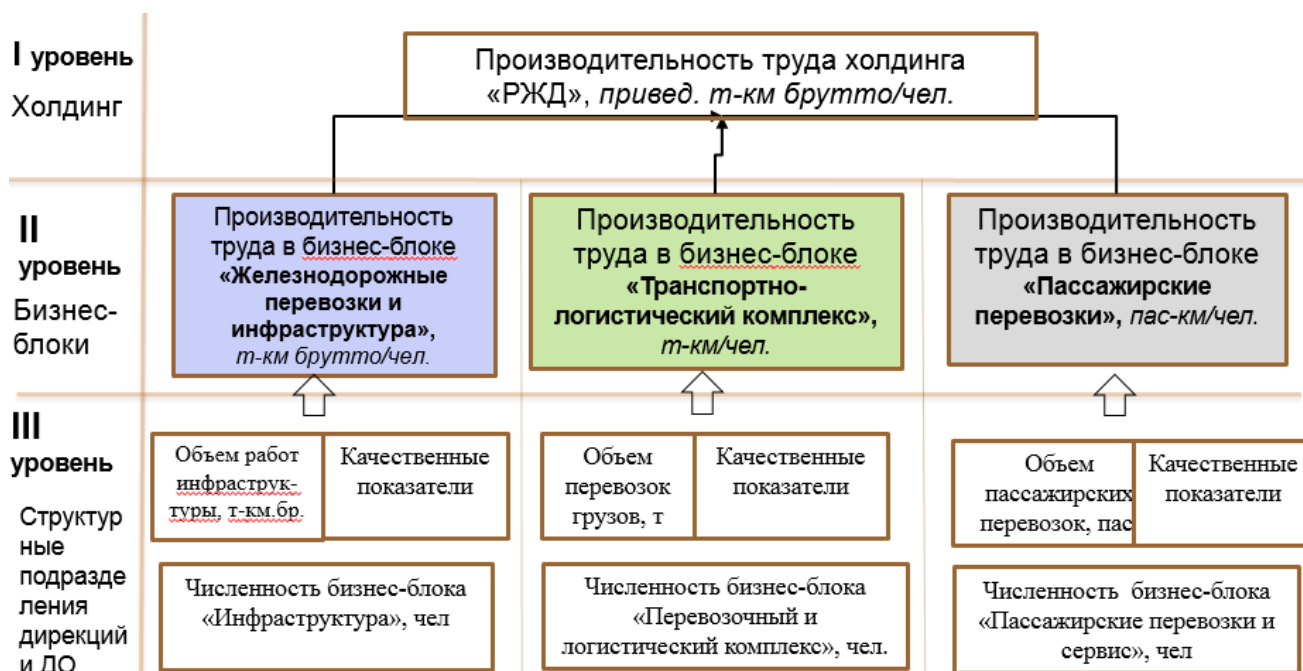 I уровень
Холдинг
Производительность труда холдинга
«РЖД», привед. т-км брутто/чел.
II
уровень
Бизнес-
блоки
Производительность
труда в бизнес-блоке
«Железнодорожные
перевозки и
инфраструктура»,
т-км брутто/чел.
Производительность
труда в бизнес-блоке
«Транспортно-
логистический комплекс»,
т-км/чел.
Производительность
труда в бизнес-блоке
«Пассажирские
перевозки», пас-км/чел.
III
уровень
Структур
ные
подразде
ления
дирекций
и ДО
Объем работ
инфраструк-
туры, т-км.бр.
Качественные
показатели
Объем
перевозок
грузов, т
Качественные
показатели
Объем
пассажирских
перевозок, пас
Качественные
показатели
Численность бизнес-блока
«Инфраструктура», чел
Численность бизнес-блока
«Перевозочный и
логистический комплекс», чел.
Численность бизнес-блока
«Пассажирские перевозки и
сервис», чел